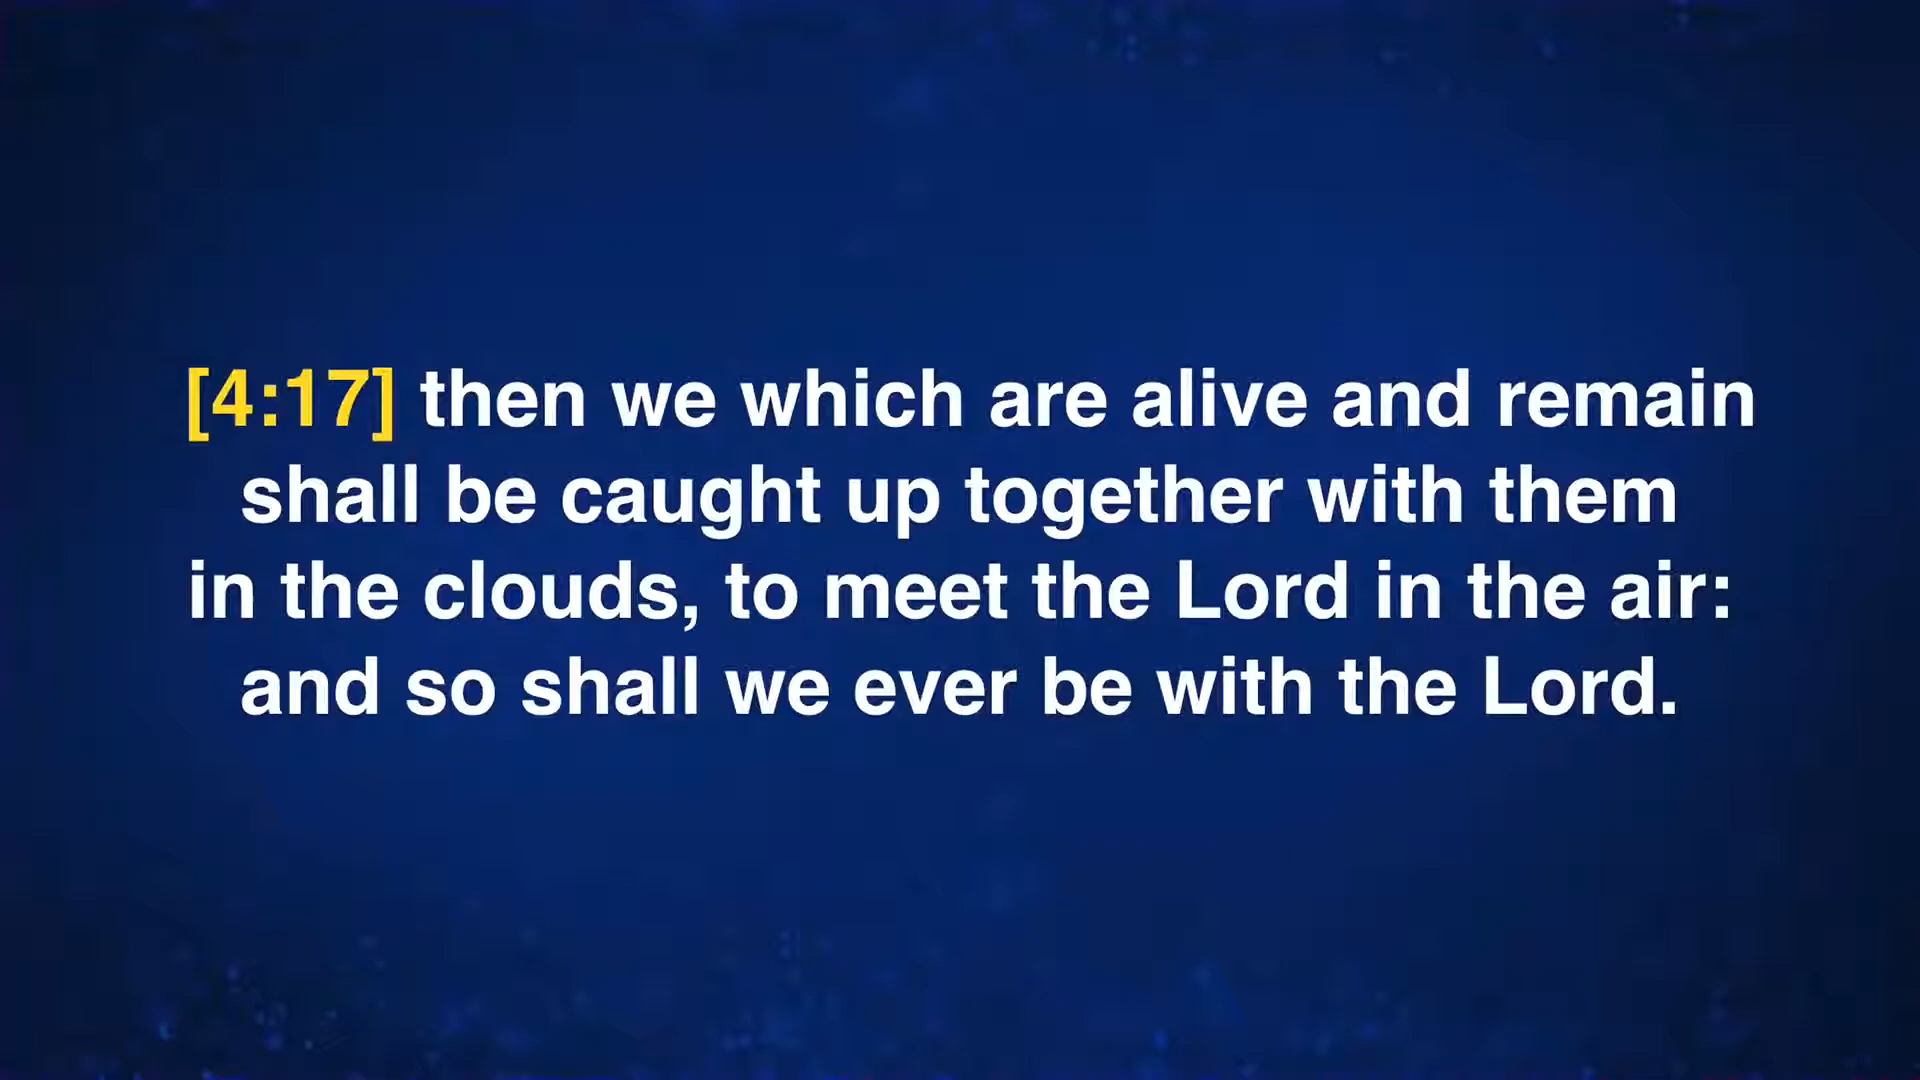 [4:17] then we which are alive and remain
shall be caught up together with them
in the clouds, to meet the Lord in the air:
and so shall we ever be with the Lord.